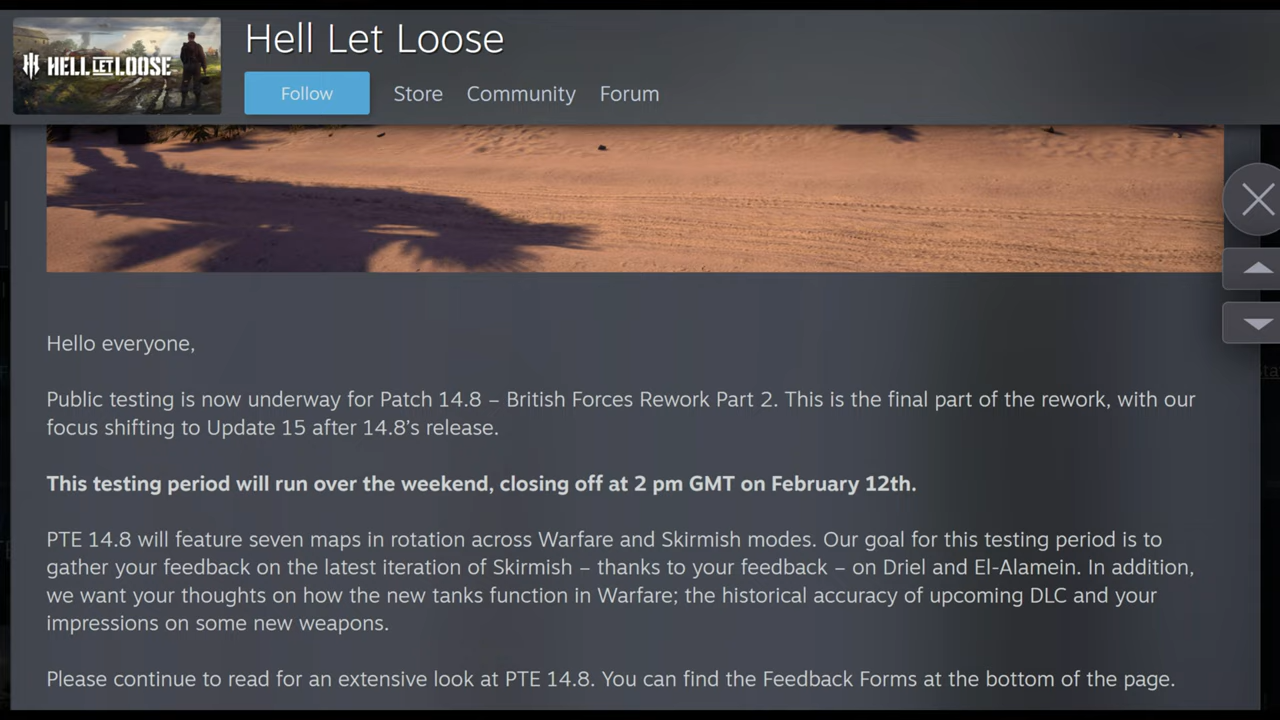 HELL LET LOOSE
Hell Let Loose
Follow
Store
Community
Forum
Hello everyone,
Public testing is now underway for Patch 14.8 – British Forces Rework Part 2. This is the final part of the rework, with our
focus shifting to Update 15 after 14.8’s release.
This testing period will run over the weekend, closing off at 2 pm GMT on February 12th.
PTE 14.8 will feature seven maps in rotation across Warfare and Skirmish modes. Our goal for this testing period is to
gather your feedback on the latest iteration of Skirmish – thanks to your feedback – on Driel and El-Alamein. In addition,
we want your thoughts on how the new tanks function in Warfare; the historical accuracy of upcoming DLC and your
impressions on some new weapons.
Please continue to read for an extensive look at PTE 14.8. You can find the Feedback Forms at the bottom of the page.